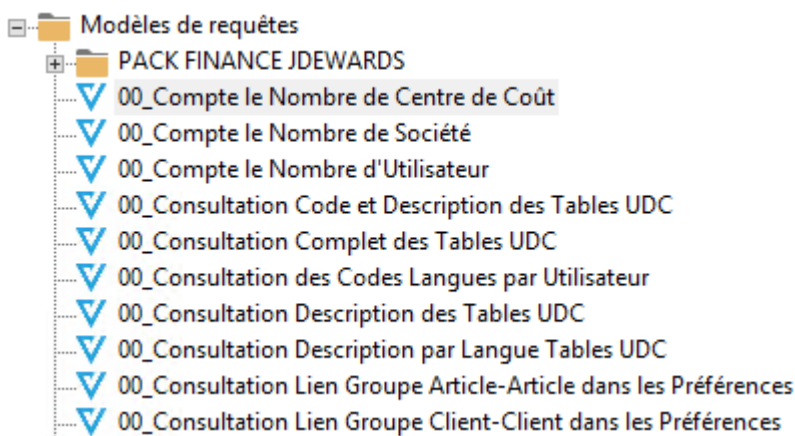 Modèles de requêtes
PACK FINANCE JDEWARDS
00_Compte le Nombre de Centre de Coût
00_Compte le Nombre de Société
00_Compte le Nombre d'Utilisateur
00_Consultation Code et Description des Tables UDC
00_Consultation Complet des Tables UDC
00_Consultation des Codes Langues par Utilisateur
00_Consultation Description des Tables UDC
00_Consultation Description par Langue Tables UDC
00_Consultation Lien Groupe Article-Article dans les Préférences
00_Consultation Lien Groupe Client-Client dans les Préférences